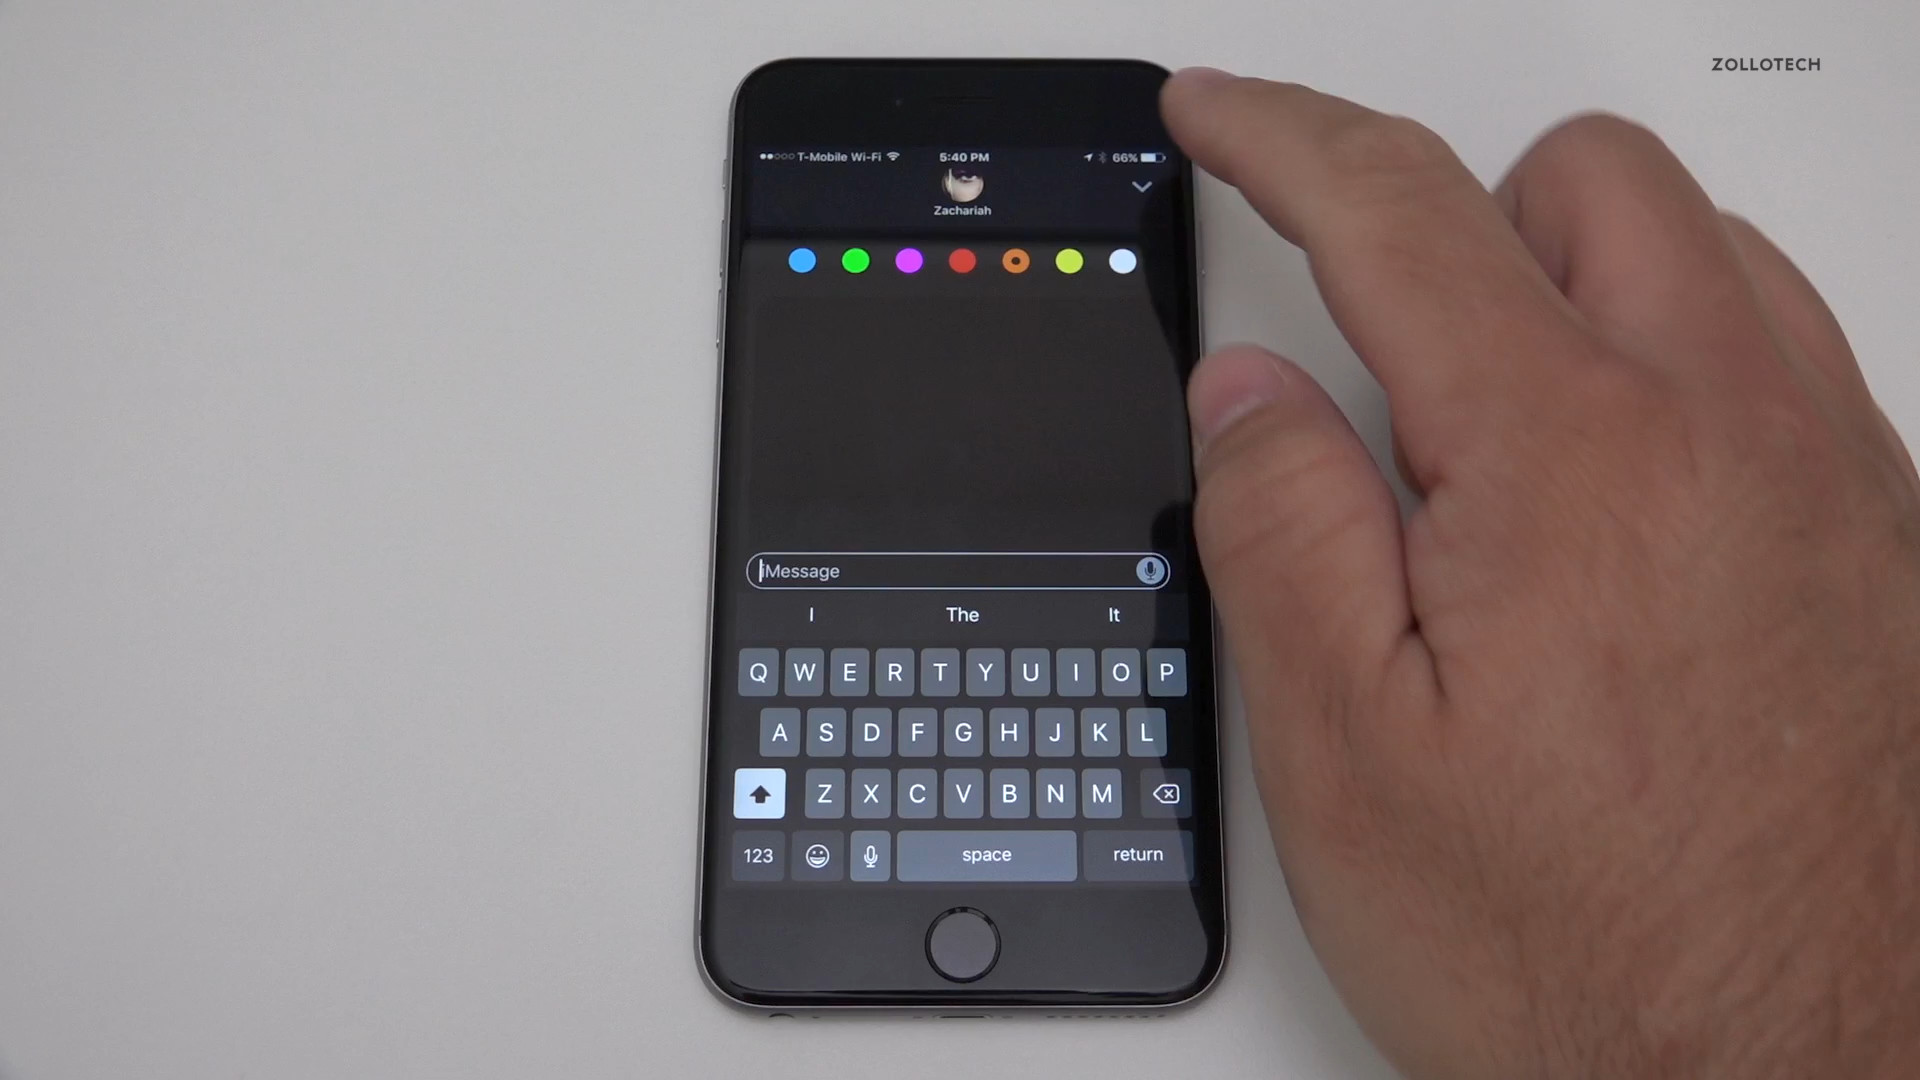 ZOLLOTECH
T-Mobile Wi-Fi 5:40 PM 66%
Zachariah
iMessage
I The It
Q W E R T Y U I O P
A S D F G H J K L
Z X C V B N M
123 space return